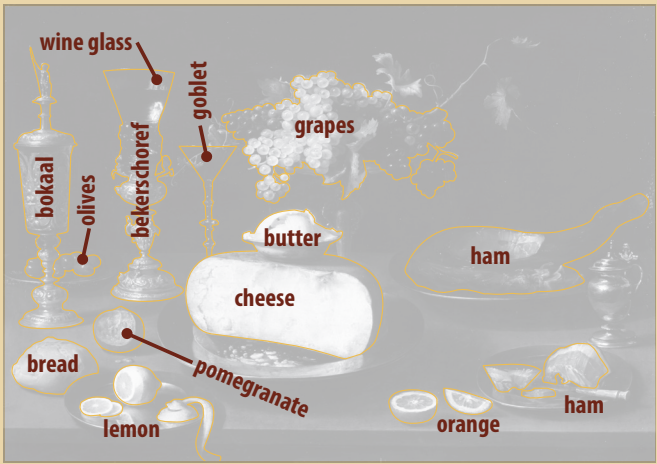 wine glass
goblet
grapes
bokaal
olives
bekerschoref
butter
ham
cheese
bread
pomegranate
lemon
orange
ham